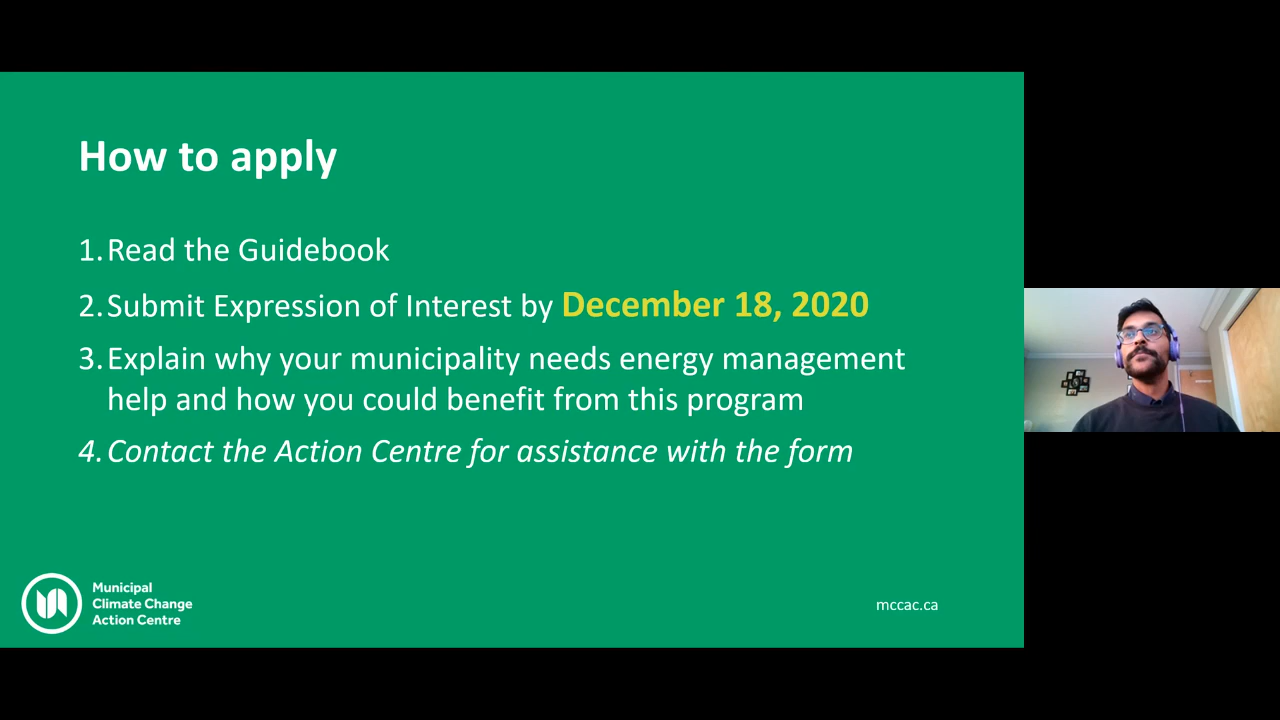 How to apply
1. Read the Guidebook
2. Submit Expression of Interest by December 18, 2020
3. Explain why your municipality needs energy management
help and how you could benefit from this program
4. Contact the Action Centre for assistance with the form
Municipal
Climate Change
Action Centre
mccac.ca